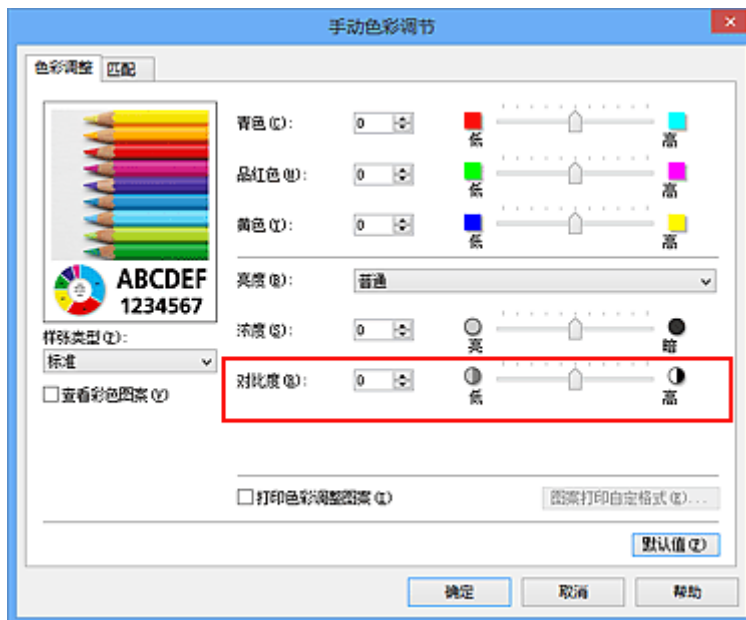 手动色彩调节
色彩调整 匹配
青色(C): 0 低 高
品红色(M): 0 低 高
黄色(Y): 0 低 高
ABCDEF
1234567
亮度(B): 普通
样张类型(T):
浓度(S): 0 亮 暗
标准
对比度(R): 0 低 高
查看彩色图案(Y)
打印色彩调整图案(I) 图案打印自定格式(E)...
默认值(F)
确定 取消 帮助